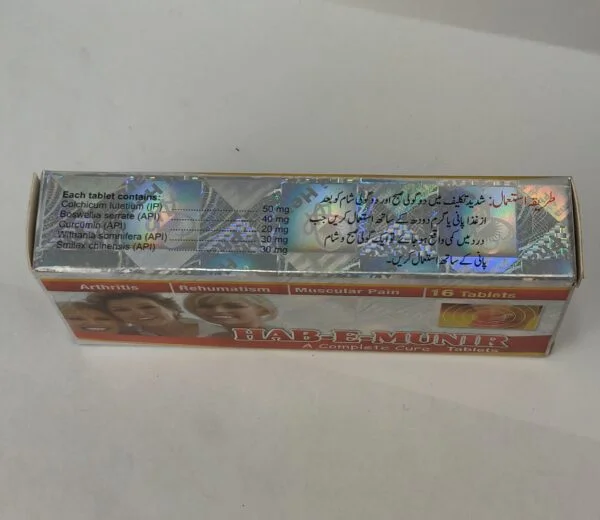 Each tablet contains:
Colchicum luteum (IP) 50 mg
Boswellia serrate (API) 40 mg
Curcumin (API) 20 mg
Withania somnifera (API) 30 mg
Smilax chinensis (API) 30 mg
طریقہ استعمال: شدید تکلیف میں دو گولی صبح اور دو گولی شام کو بعد
از غذا پانی یا گرم دودھ کے ساتھ استعمال کریں جب
درد میں کمی واقع ہو جائے تو ایک گولی صبح و شام
پانی کے ساتھ استعمال کریں۔
Arthritis Rehumatism Muscular Pain 16 Tablets
HAB-E-MUNIR
A Complete Cure Tablets